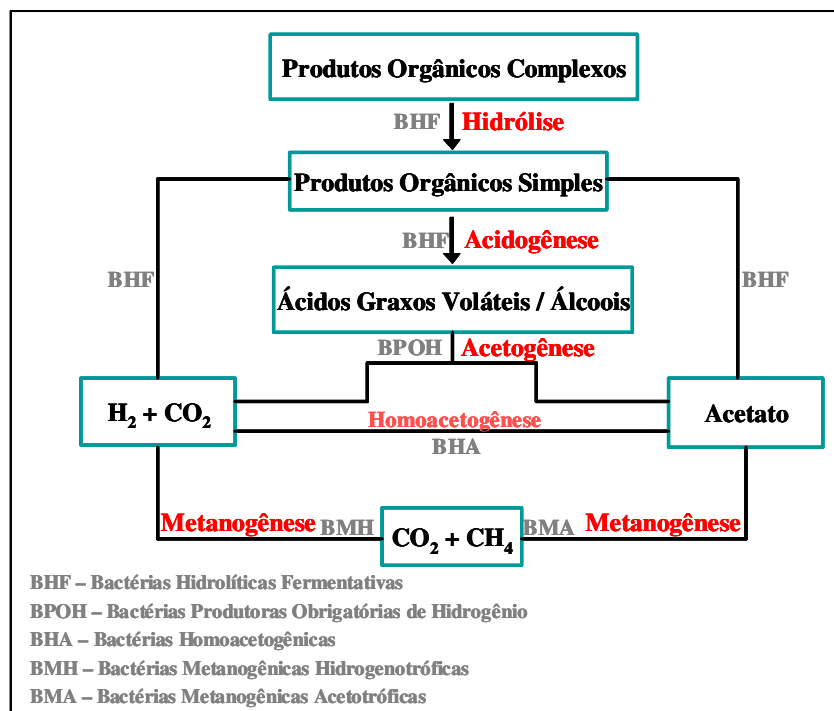 Produtos Orgânicos Complexos
BHF Hidrólise
Produtos Orgânicos Simples
BHF Acidogênese
BHF BHF
Ácidos Graxos Voláteis / Álcoois
BPOH Acetogênese
H₂ + CO₂
Homoacetogênese
Acetato
BHA
Metanogênese BMH CO₂ + CH₄ BMA Metanogênese
BHF – Bactérias Hidrolíticas Fermentativas
BPOH – Bactérias Produtoras Obrigatórias de Hidrogênio
BHA – Bactérias Homoacetogênicas
BMH – Bactérias Metanogênicas Hidrogenotróficas
BMA – Bactérias Metanogênicas Acetotróficas